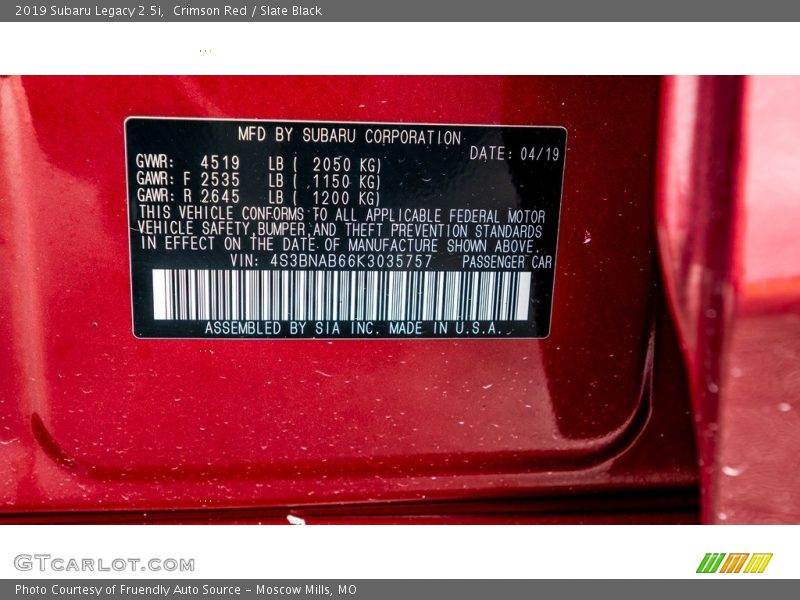 2019 Subaru Legacy 2.5i, Crimson Red / Slate Black
MFD BY SUBARU CORPORATION
DATE: 04/19
GVWR: 4519 LB ( 2050 KG)
GAWR: F 2535 LB ( 1150 KG)
GAWR: R 2645 LB ( 1200 KG)
THIS VEHICLE CONFORMS TO ALL APPLICABLE FEDERAL MOTOR
VEHICLE SAFETY, BUMPER, AND THEFT PREVENTION STANDARDS
IN EFFECT ON THE DATE OF MANUFACTURE SHOWN ABOVE.
VIN: 4S3BNAB66K3035757 PASSENGER CAR
ASSEMBLED BY SIA INC. MADE IN U.S.A.
GTCARLOT.COM
Photo Courtesy of Fruendly Auto Source - Moscow Mills, MO